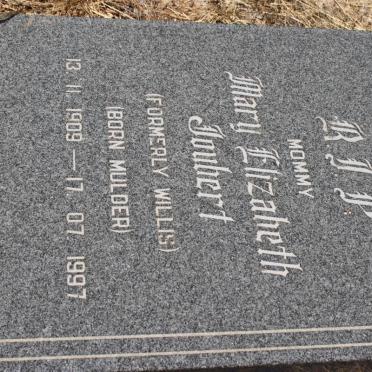 R I P
MOMMY
Mary Elizabeth
Joubert
(FORMERLY WILLIS)
(BORN MULDER)
13 11 1909 — 17 07 1997